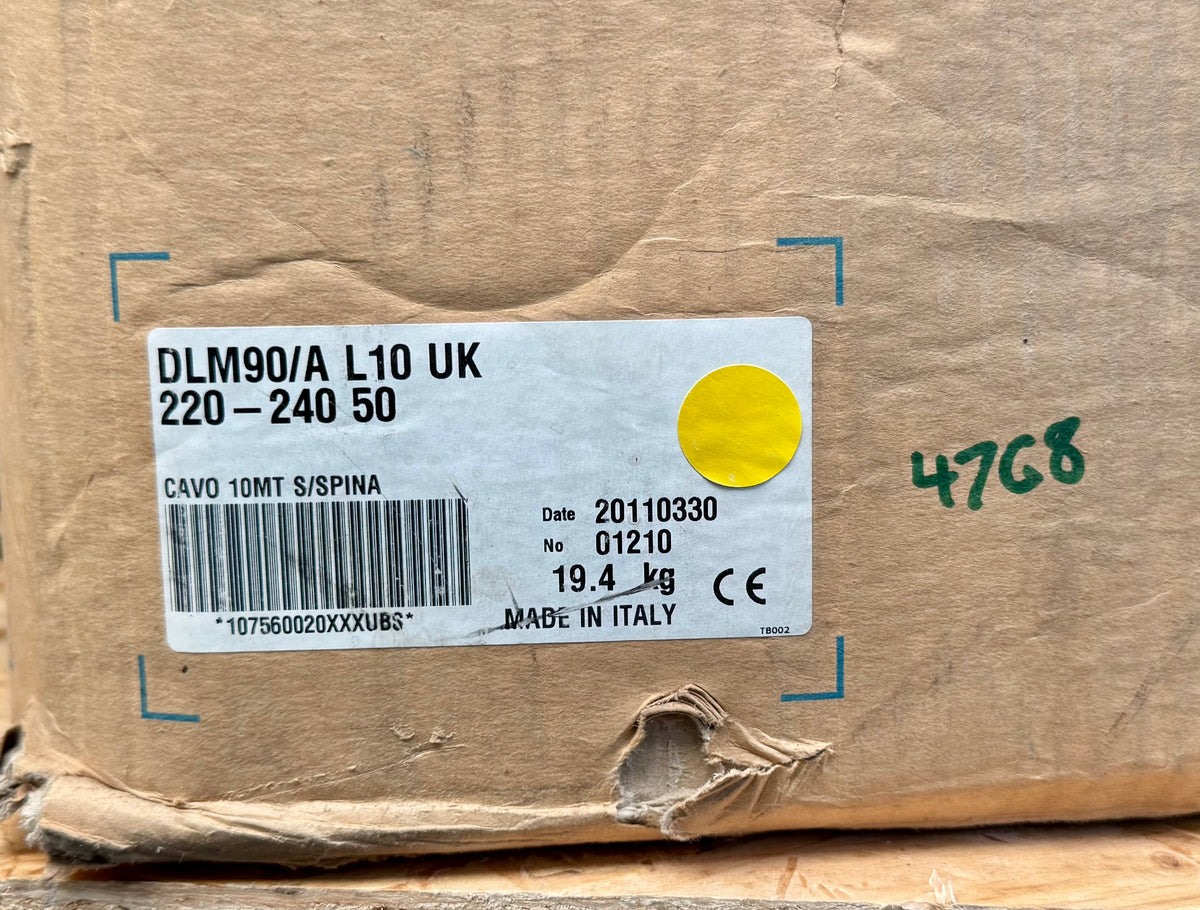 DLM90/A L10 UK
220–240 50
CAVO 10MT S/SPINA
Date 20110330
No 01210
19.4 kg
CE
*107560020XXXUBS*
MADE IN ITALY
TB002
4768